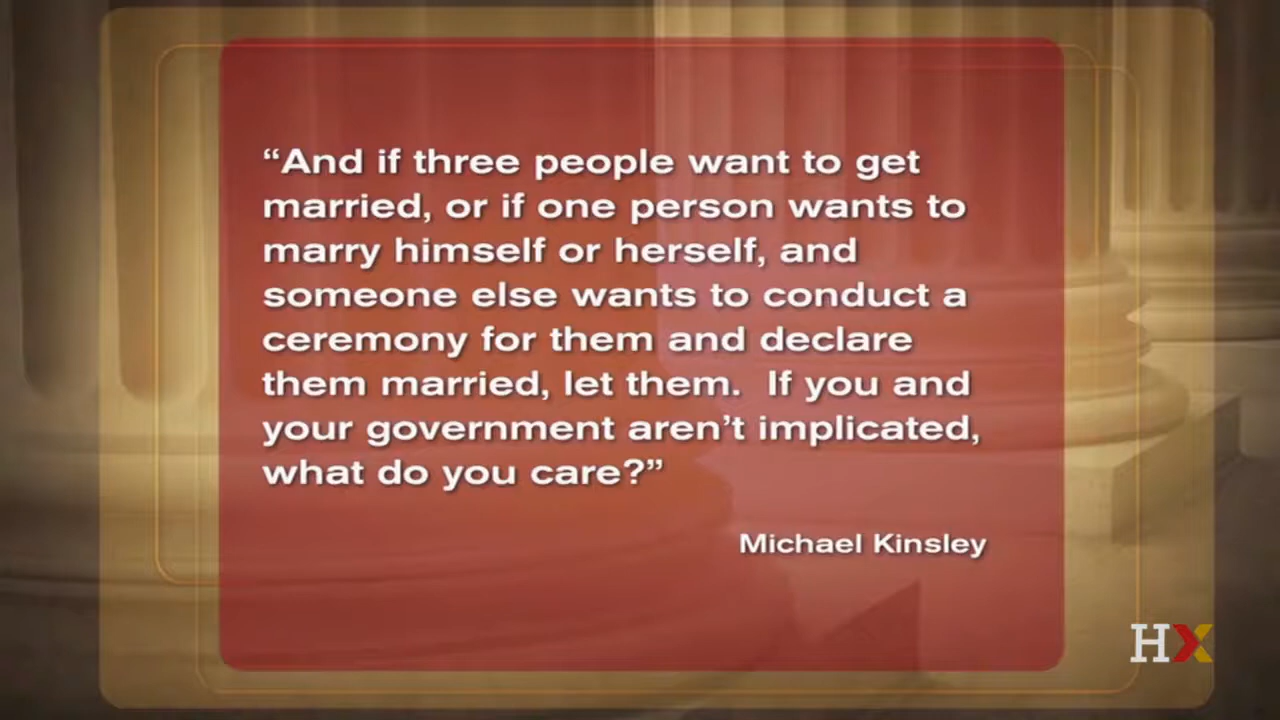 “And if three people want to get
married, or if one person wants to
marry himself or herself, and
someone else wants to conduct a
ceremony for them and declare
them married, let them.  If you and
your government aren’t implicated,
what do you care?”
Michael Kinsley
HX